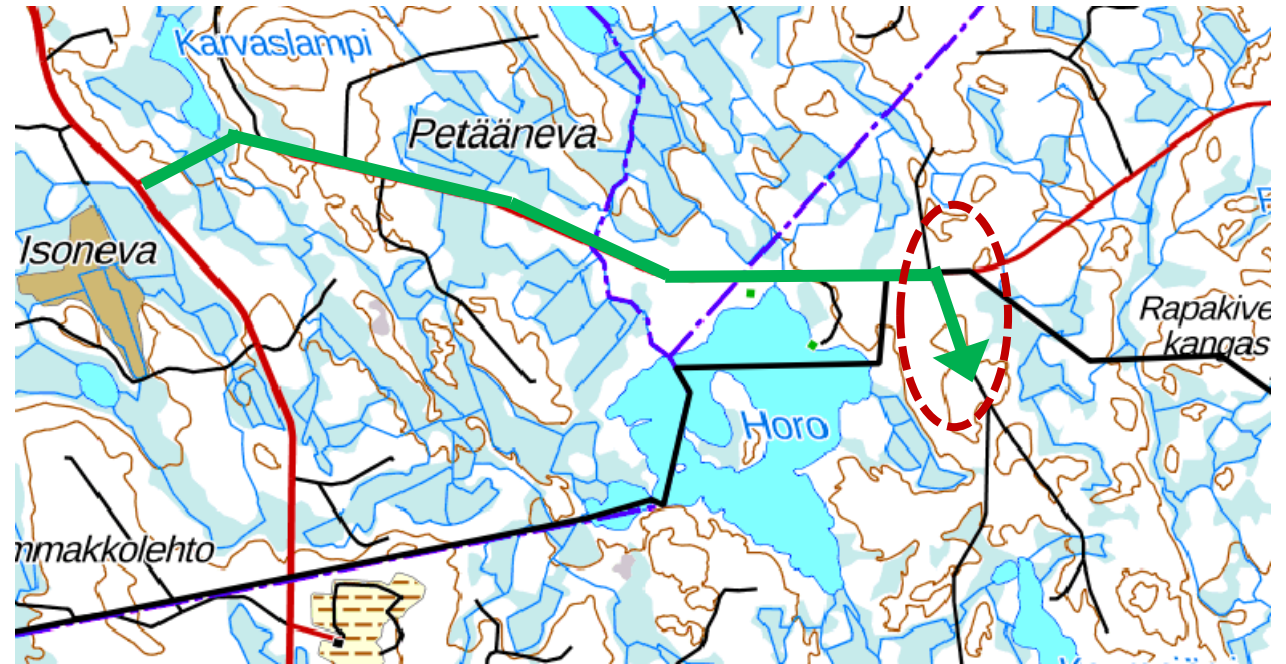 Karvaslampi
Petääneva
Isoneva
Rapakive
kangas
Horo
mmakkolehto